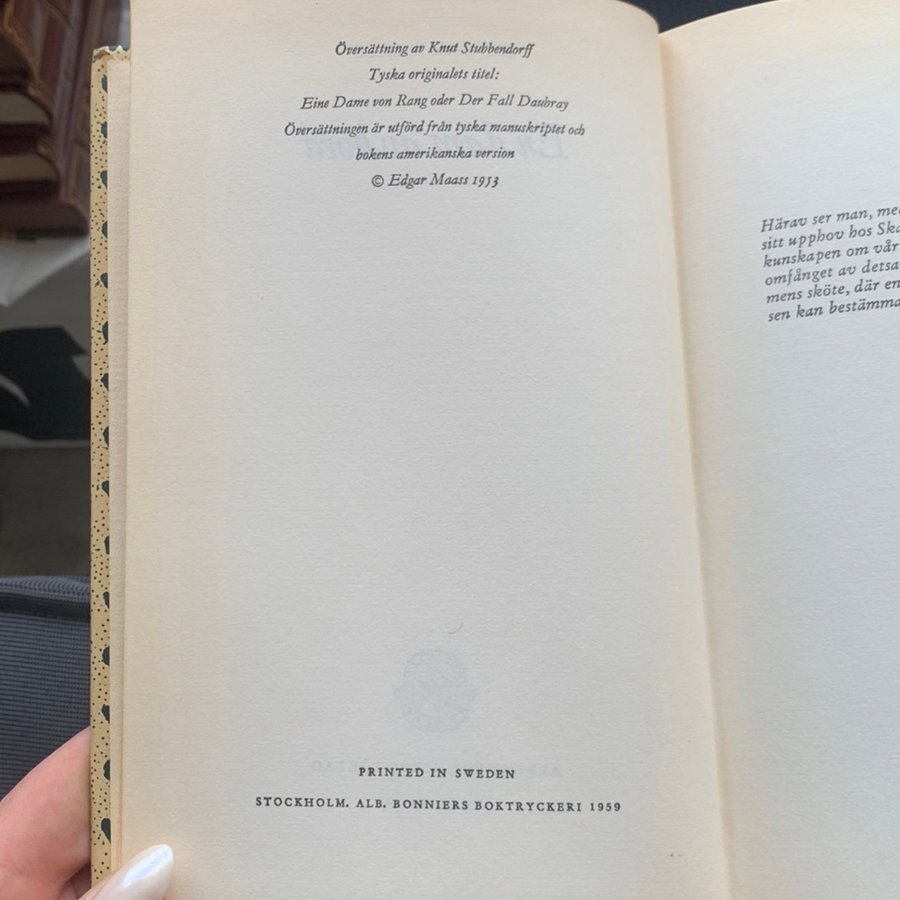 Översättning av Knut Stubbendorff
Tyska originalets titel:
Eine Dame von Rang oder Der Fall Daubray
Översättningen är utförd från tyska manuskriptet och
bokens amerikanska version
© Edgar Maass 1953
PRINTED IN SWEDEN
STOCKHOLM. ALB. BONNIERS BOKTRYCKERI 1959
Härav ser man, med
sitt upphov hos Ska
kunskapen om vår
omfånget av detsa
mens sköte, där en
sen kan bestämma